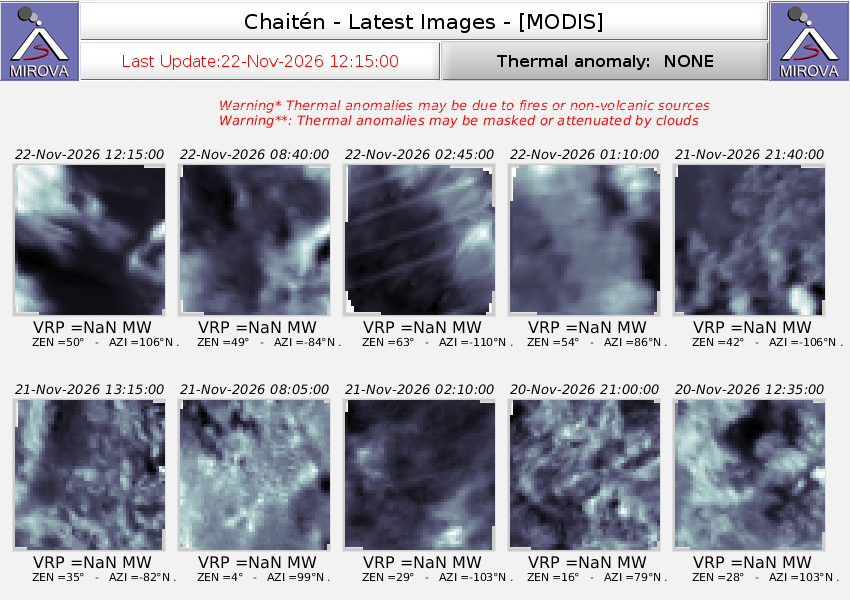 Chaitén - Latest Images - [MODIS]
MIROVA
Last Update:22-Nov-2026 12:15:00
Thermal anomaly:  NONE
MIROVA
Warning* Thermal anomalies may be due to fires or non-volcanic sources
Warning**: Thermal anomalies may be masked or attenuated by clouds
22-Nov-2026 12:15:00 22-Nov-2026 08:40:00 22-Nov-2026 02:45:00 22-Nov-2026 01:10:00 21-Nov-2026 21:40:00
VRP =NaN MW VRP =NaN MW VRP =NaN MW VRP =NaN MW VRP =NaN MW
ZEN =50° - AZI =106°N . ZEN =49° - AZI =-84°N . ZEN =63° - AZI =-110°N . ZEN =54° - AZI =86°N . ZEN =42° - AZI =-106°N .
21-Nov-2026 13:15:00 21-Nov-2026 08:05:00 21-Nov-2026 02:10:00 20-Nov-2026 21:00:00 20-Nov-2026 12:35:00
VRP =NaN MW VRP =NaN MW VRP =NaN MW VRP =NaN MW VRP =NaN MW
ZEN =35° - AZI =-82°N . ZEN =4° - AZI =99°N . ZEN =29° - AZI =-103°N . ZEN =16° - AZI =79°N . ZEN =28° - AZI =103°N .